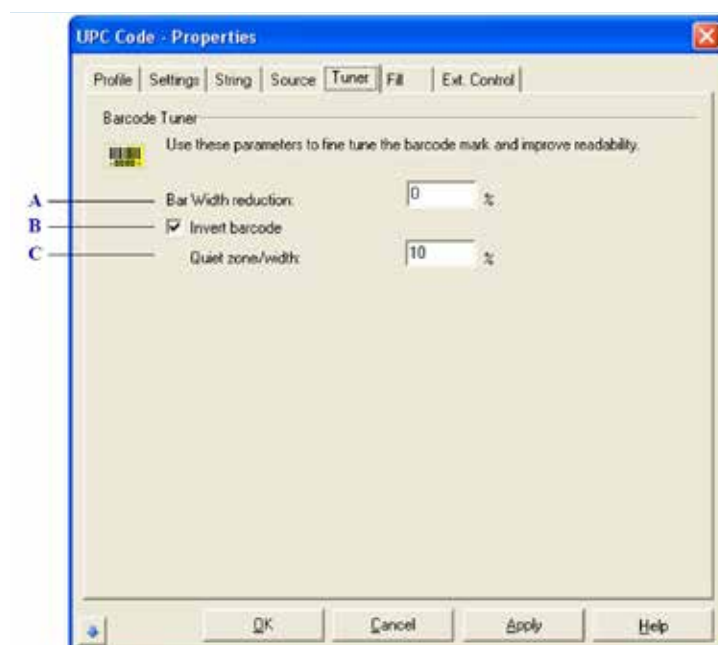 UPC Code - Properties
Profile Settings String Source Tuner Fill Ext. Control
Barcode Tuner
Use these parameters to fine tune the barcode mark and improve readability.
A Bar Width reduction: 0 %
B Invert barcode
C Quiet zone/width: 10 %
OK Cancel Apply Help